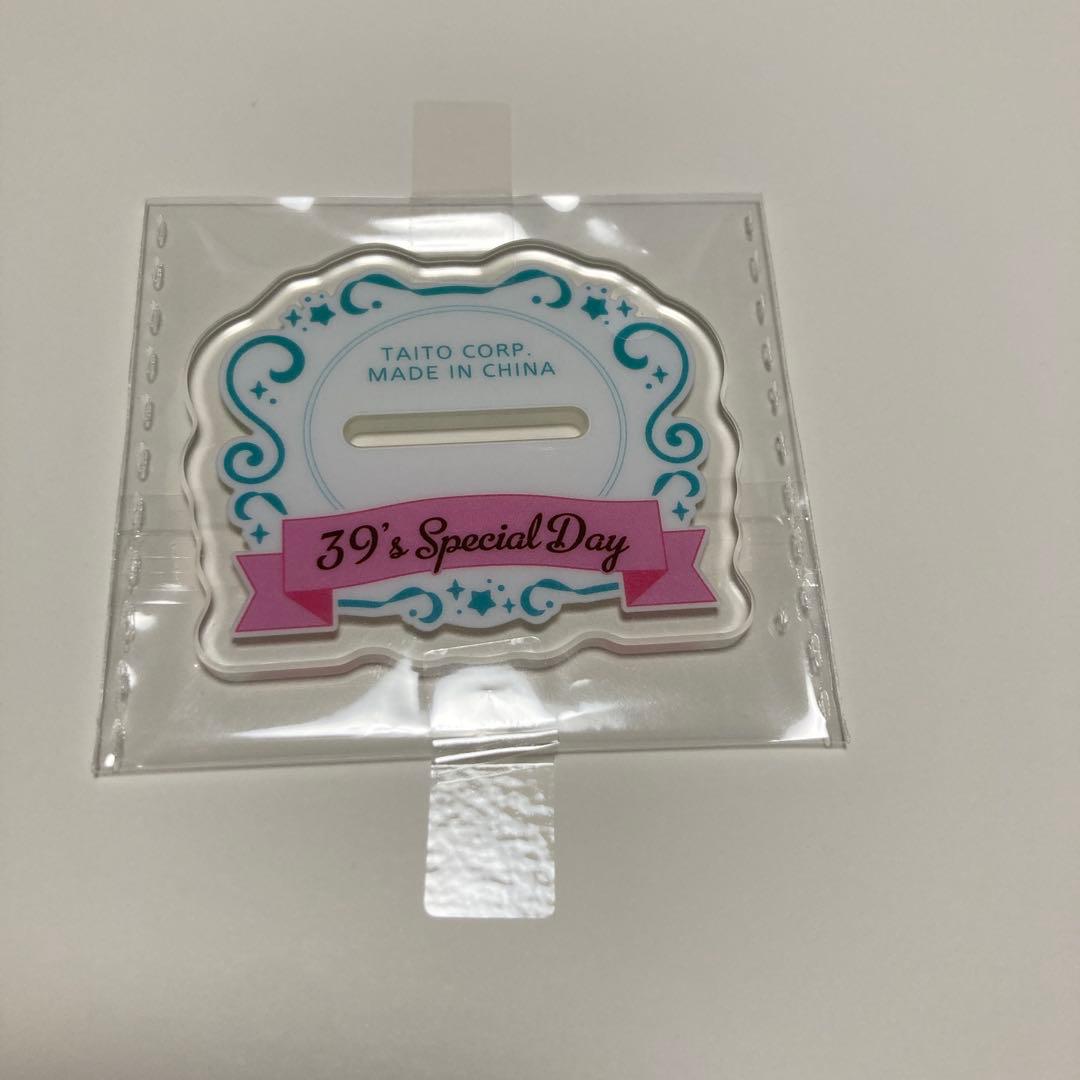 TAITO CORP.
MADE IN CHINA
39's Special Day